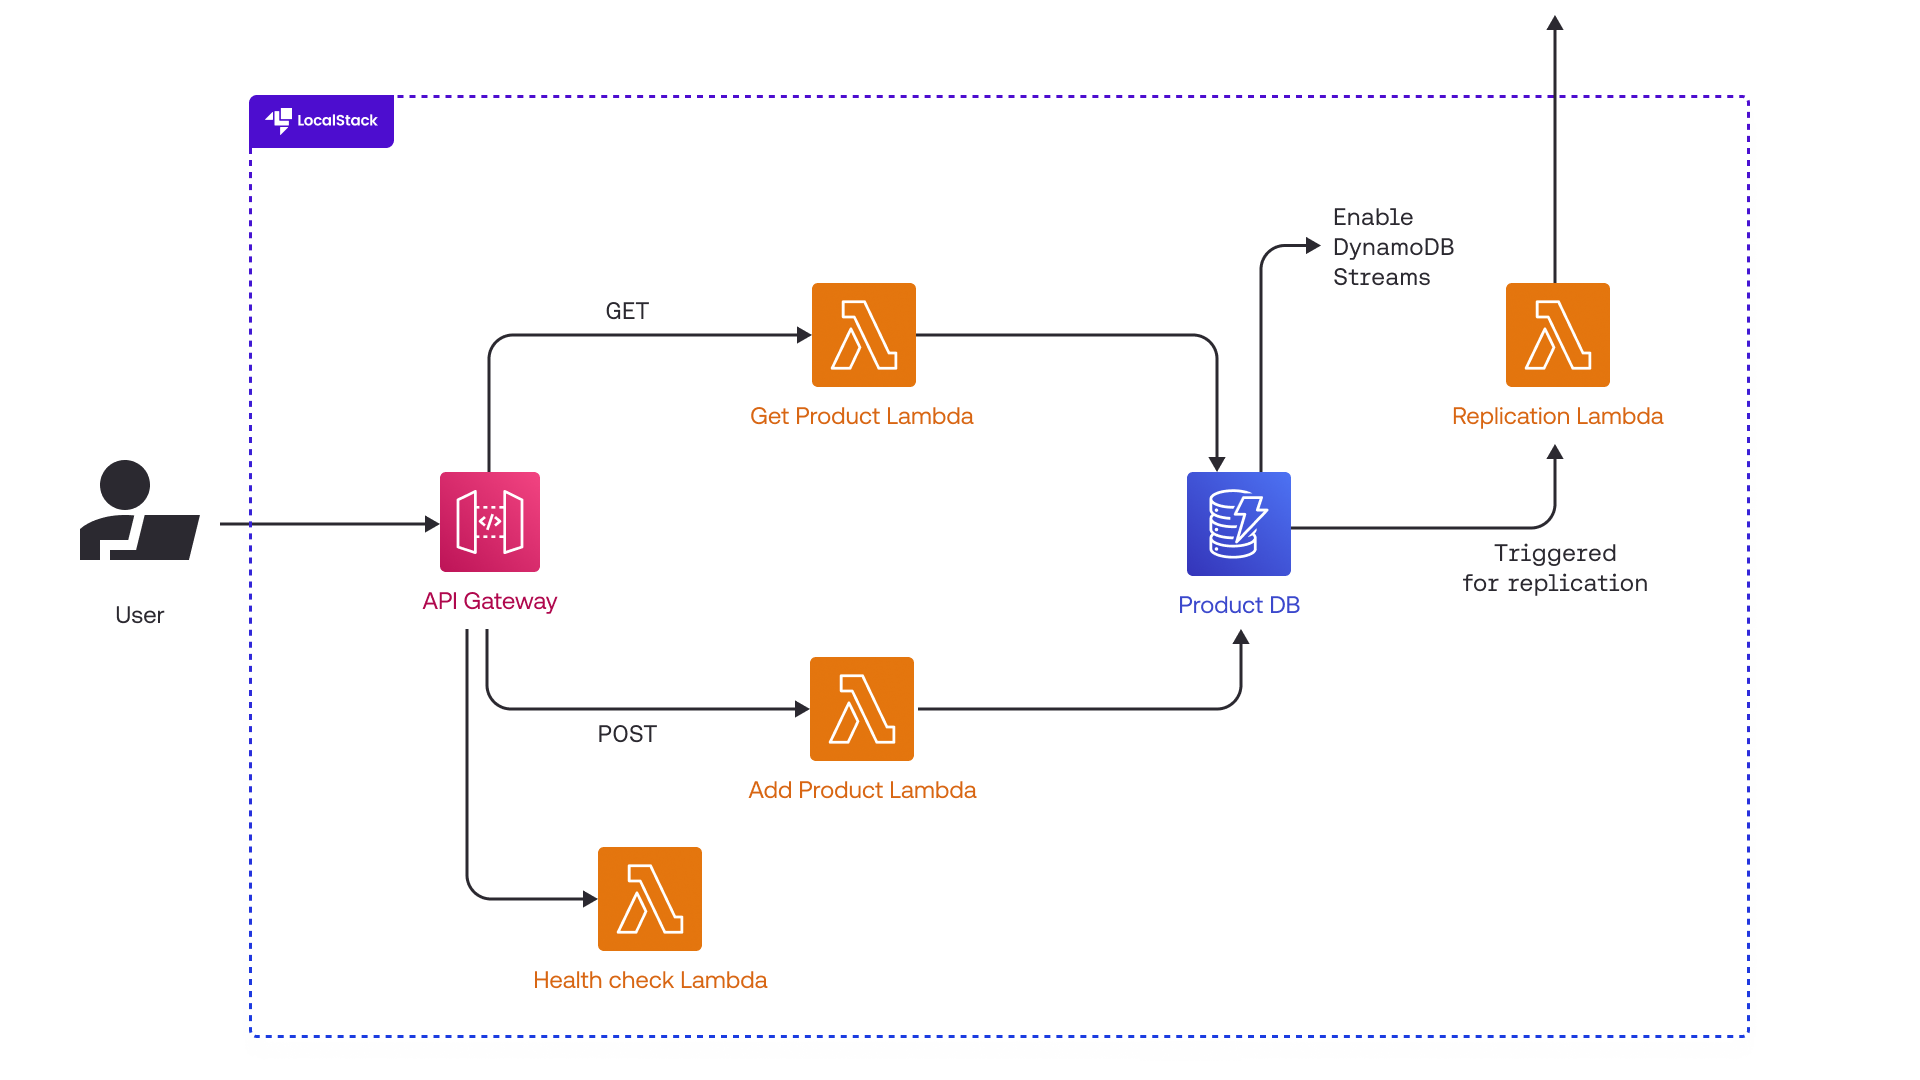 LocalStack
Enable
DynamoDB
Streams
GET
Get Product Lambda
Replication Lambda
</>
User
API Gateway
Product DB
Triggered
for replication
POST
Add Product Lambda
Health check Lambda